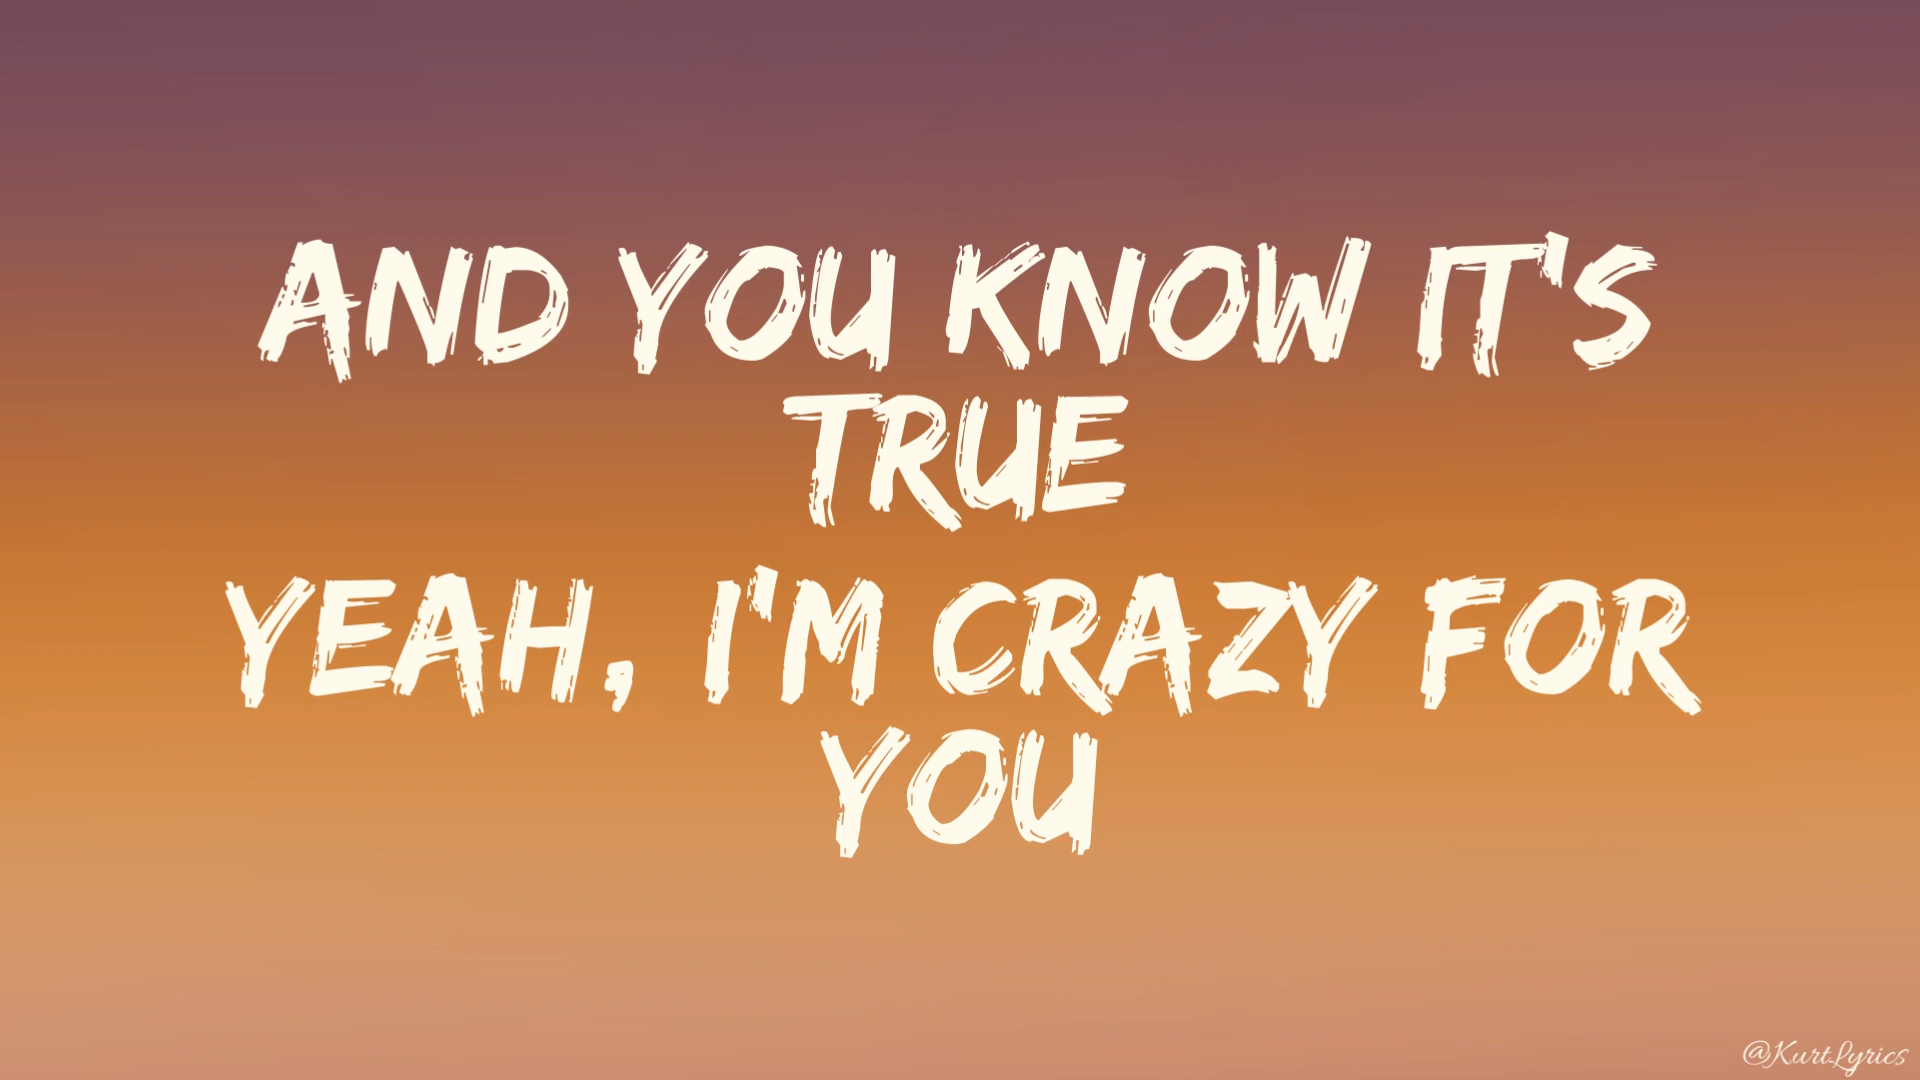 AND YOU KNOW IT'S
TRUE
YEAH, I'M CRAZY FOR
YOU
@KurtLyrics